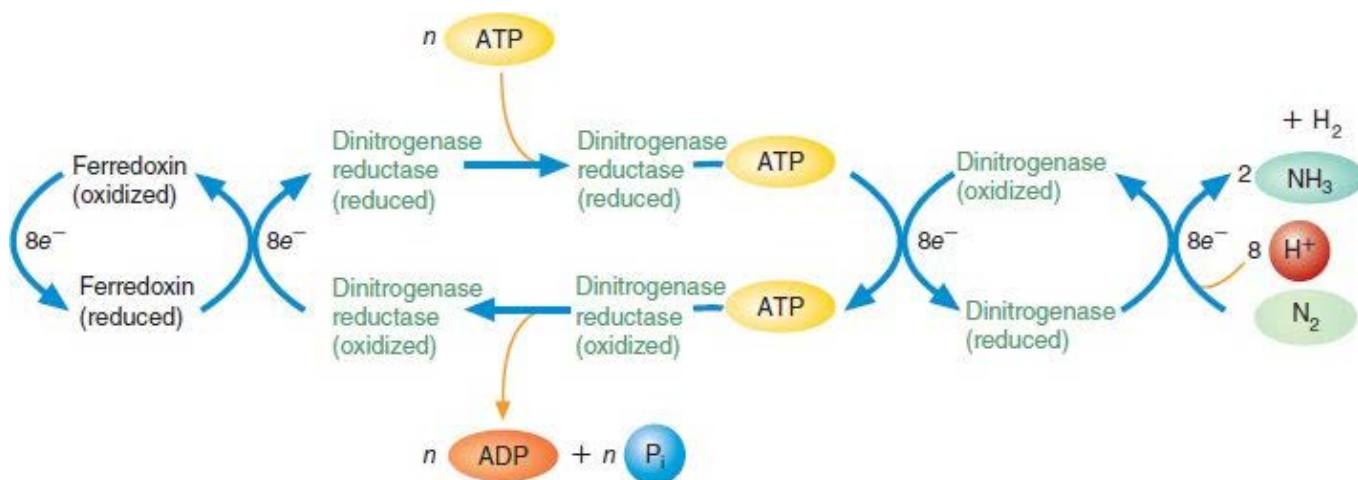 n ATP
+ H₂
Dinitrogenase
reductase
(reduced)
Dinitrogenase
reductase
(reduced)
ATP
Dinitrogenase
(oxidized)
2 NH₃
Ferredoxin
(oxidized)
8e⁻
8e⁻
8e⁻
8e⁻
8 H⁺
Ferredoxin
(reduced)
Dinitrogenase
reductase
(oxidized)
Dinitrogenase
reductase
(oxidized)
ATP
Dinitrogenase
(reduced)
N₂
n ADP + n Pᵢ